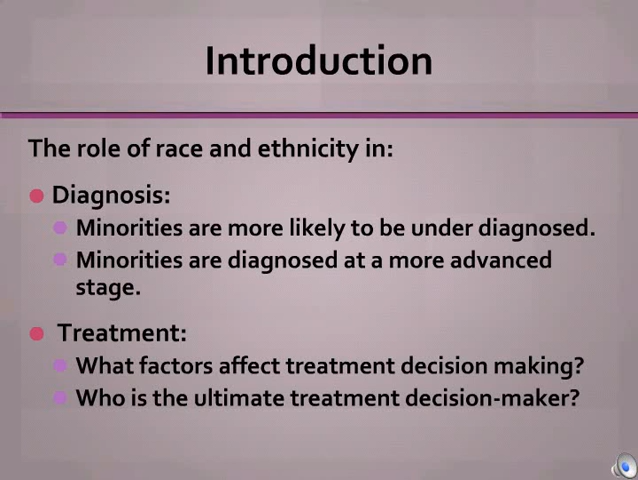 Introduction
The role of race and ethnicity in:
Diagnosis:
Minorities are more likely to be under diagnosed.
Minorities are diagnosed at a more advanced
stage.
Treatment:
What factors affect treatment decision making?
Who is the ultimate treatment decision-maker?